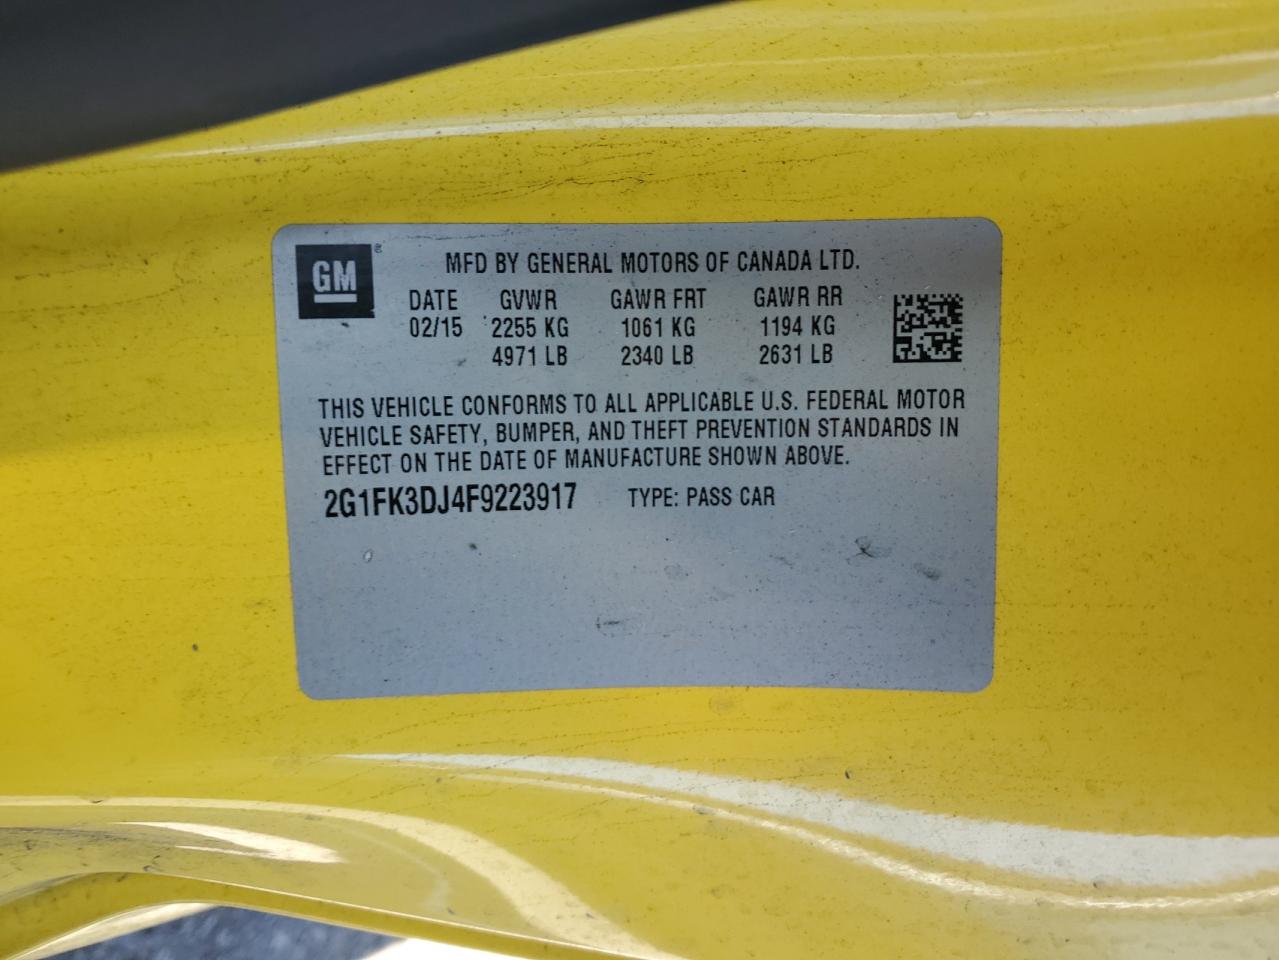 GM®
MFD BY GENERAL MOTORS OF CANADA LTD.
DATE GVWR GAWR FRT GAWR RR
02/15 2255 KG 1061 KG 1194 KG
4971 LB 2340 LB 2631 LB
THIS VEHICLE CONFORMS TO ALL APPLICABLE U.S. FEDERAL MOTOR
VEHICLE SAFETY, BUMPER, AND THEFT PREVENTION STANDARDS IN
EFFECT ON THE DATE OF MANUFACTURE SHOWN ABOVE.
2G1FK3DJ4F9223917 TYPE: PASS CAR